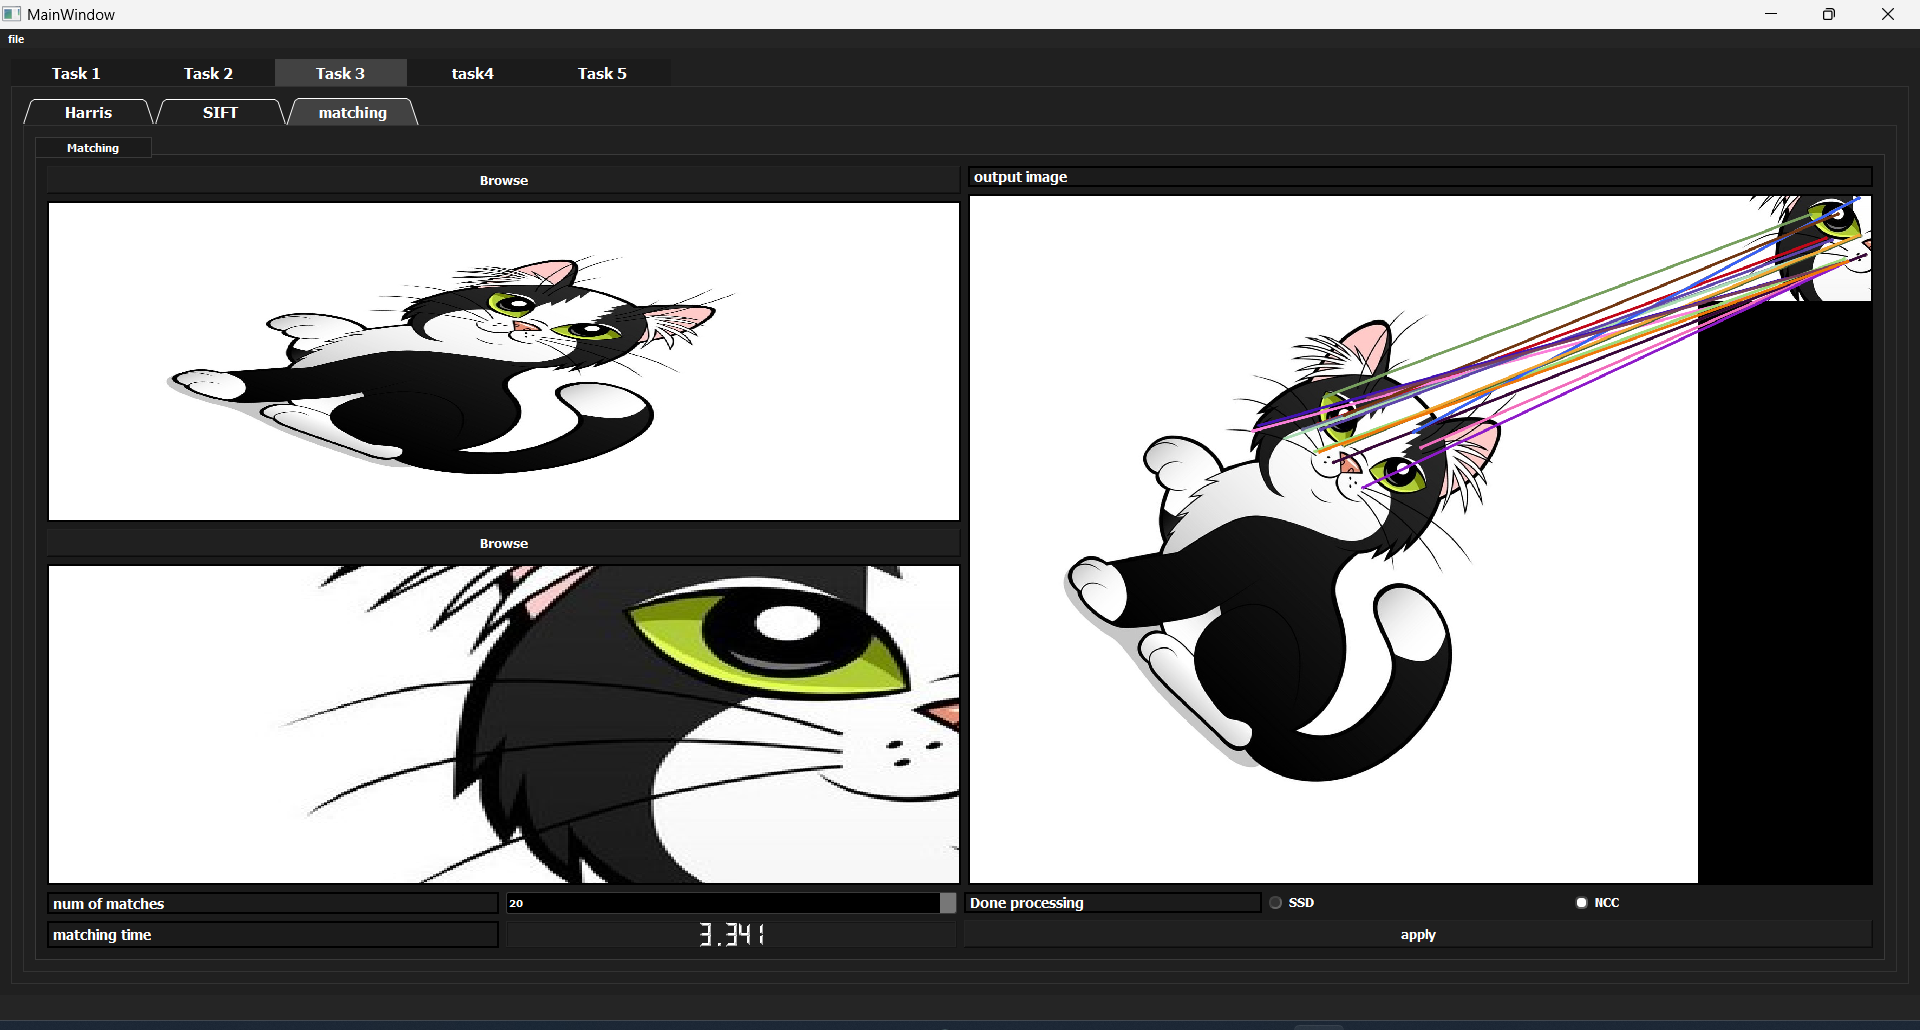 MainWindow
file
Task 1
Task 2
Task 3
task4
Task 5
Harris
SIFT
matching
Matching
Browse
output image
Browse
num of matches
20
Done processing
SSD
NCC
matching time
3.341
apply